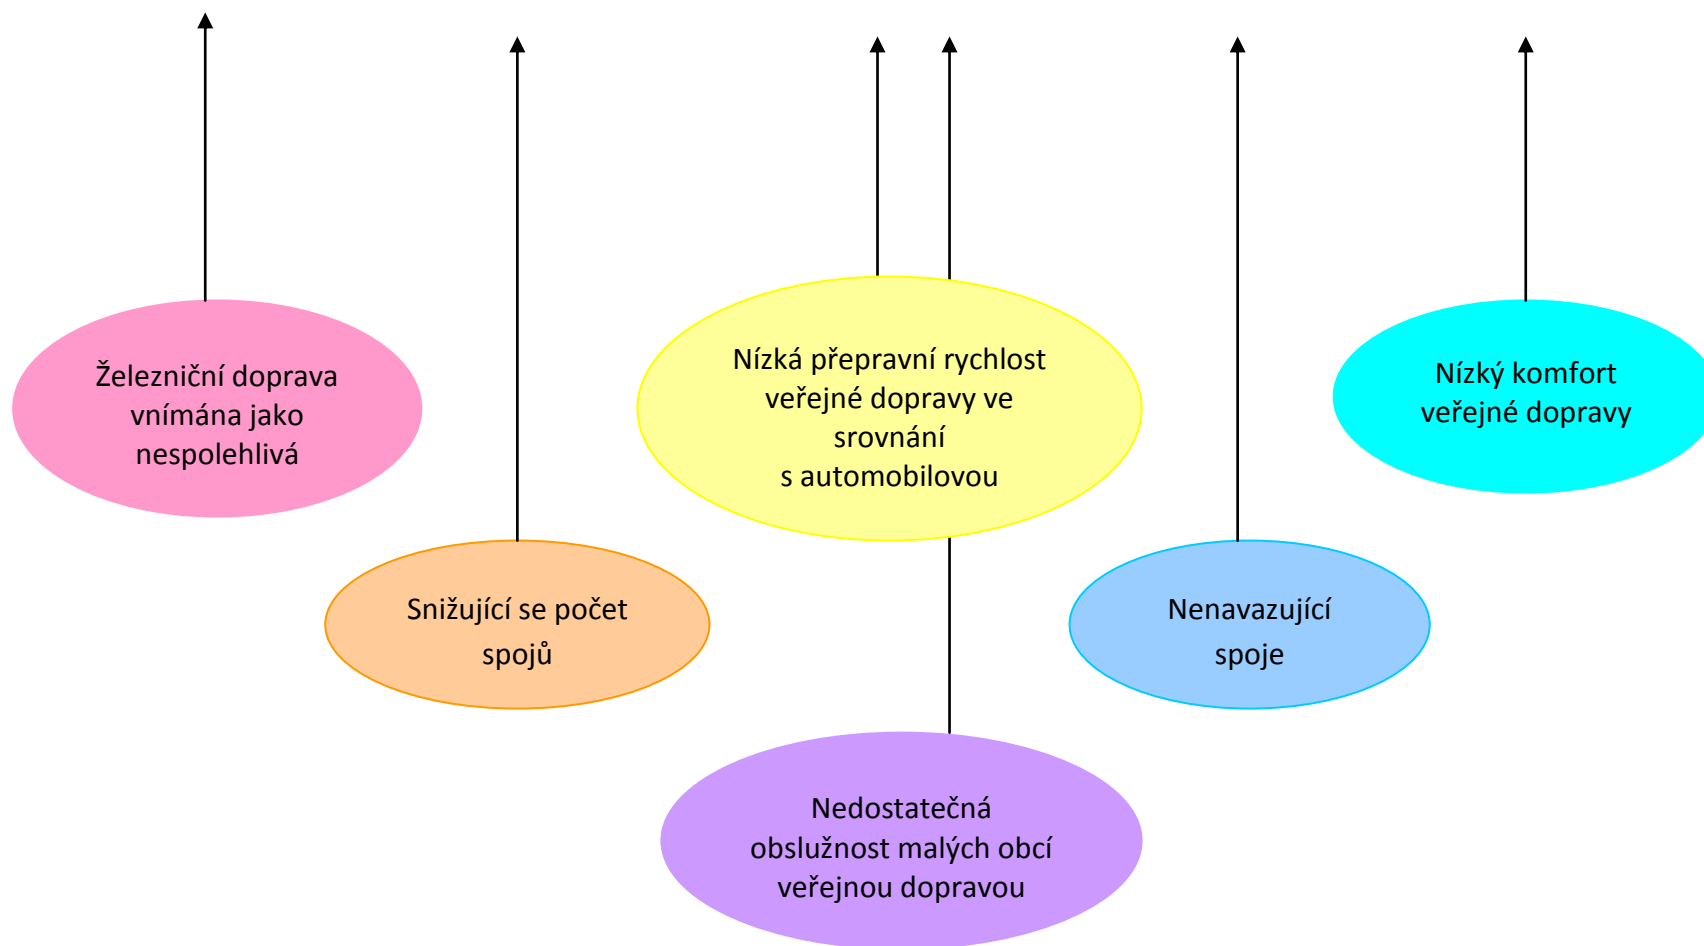 Železniční doprava
vnímána jako
nespolehlivá
Nízká přepravní rychlost
veřejné dopravy ve
srovnání
s automobilovou
Nízký komfort
veřejné dopravy
Snižující se počet
spojů
Nenavazující
spoje
Nedostatečná
obslužnost malých obcí
veřejnou dopravou